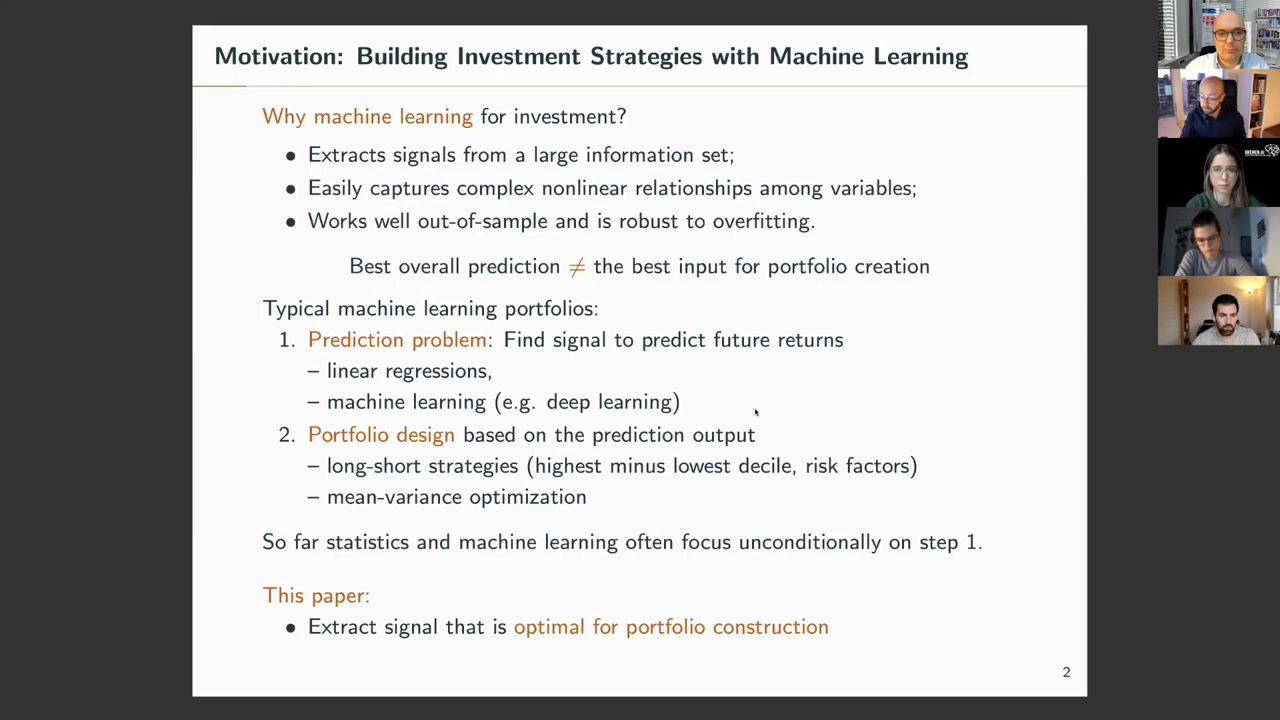 Motivation: Building Investment Strategies with Machine Learning
Why machine learning for investment?
● Extracts signals from a large information set;
● Easily captures complex nonlinear relationships among variables;
● Works well out-of-sample and is robust to overfitting.
Best overall prediction ≠ the best input for portfolio creation
Typical machine learning portfolios:
1. Prediction problem: Find signal to predict future returns
– linear regressions,
– machine learning (e.g. deep learning)
2. Portfolio design based on the prediction output
– long-short strategies (highest minus lowest decile, risk factors)
– mean-variance optimization
So far statistics and machine learning often focus unconditionally on step 1.
This paper:
● Extract signal that is optimal for portfolio construction
2
BREMEN.AI